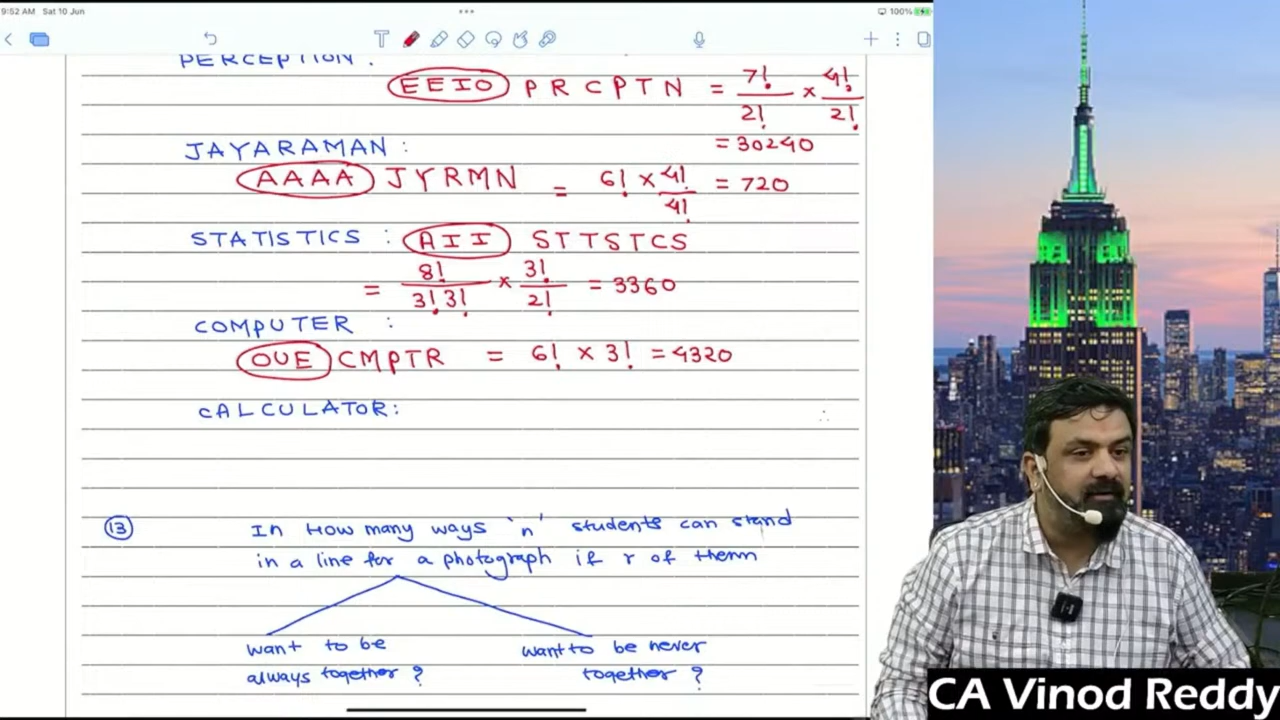 9:52 AM Sat 10 Jun
100%
PERCEPTION :
EEIO PRCPTN = 7!/2! × 4!/2!
= 30240
JAYARAMAN :
AAAA JYRMN = 6! × 4!/4! = 720
STATISTICS : AII STTSTCS
= 8!/3!3! × 3!/2! = 3360
COMPUTER :
OUE CMPTR = 6! × 3! = 4320
CALCULATOR:
13 In How many ways 'n' students can stand
in a line for a photograph if r of themm
want to be
always together ?
want to be never
together ?
CA Vinod Reddy